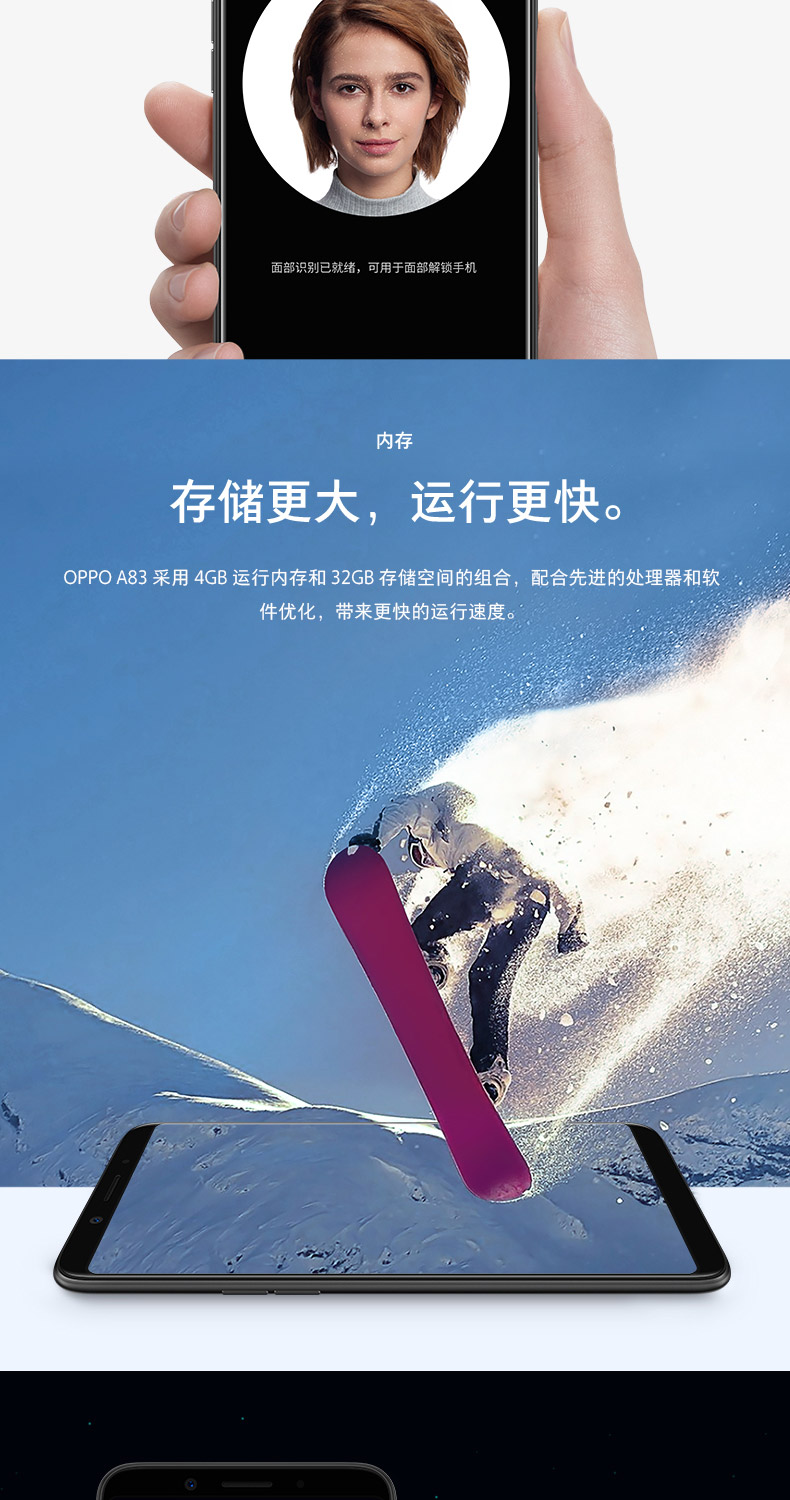 面部识别已就绪，可用于面部解锁手机
内存
存储更大，运行更快。
OPPO A83 采用 4GB 运行内存和 32GB 存储空间的组合，配合先进的处理器和软
件优化，带来更快的运行速度。